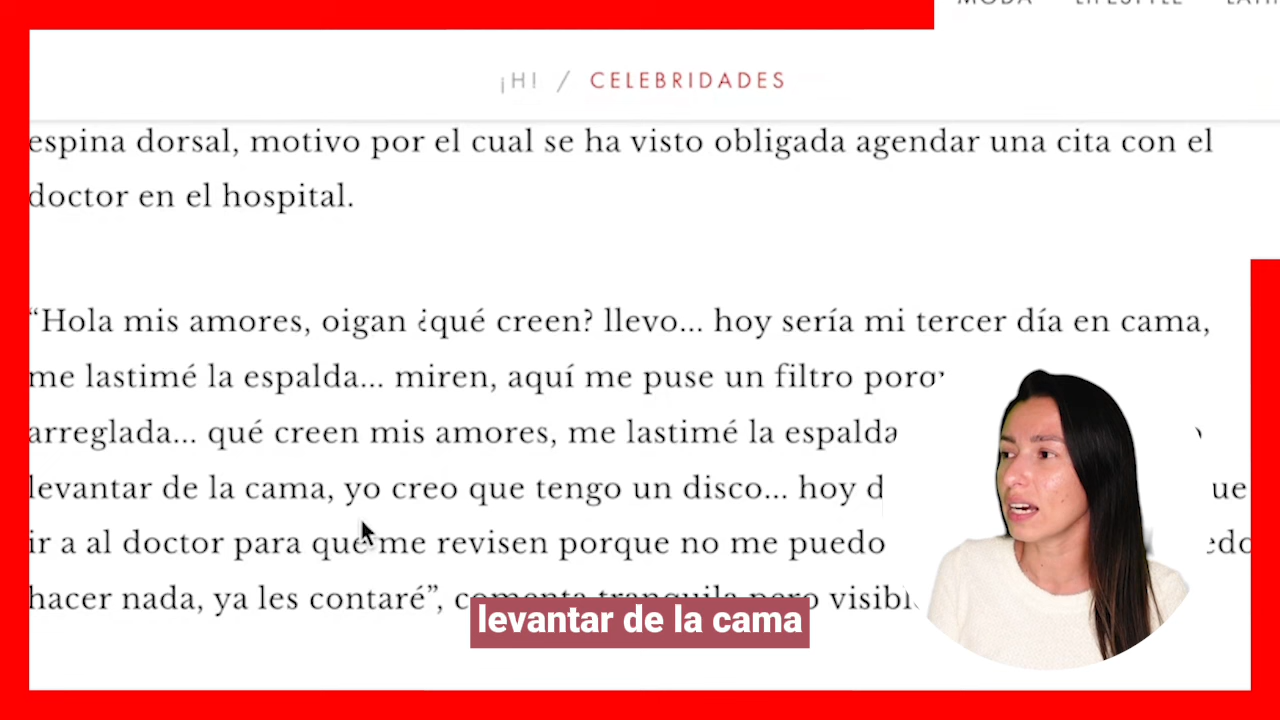 MODA LIFESTYLE
¡H! / CELEBRIDADES
espina dorsal, motivo por el cual se ha visto obligada agendar una cita con el
doctor en el hospital.
“Hola mis amores, oigan ¿qué creen? llevo... hoy sería mi tercer día en cama,
me lastimé la espalda... miren, aquí me puse un filtro
arreglada... qué creen mis amores, me lastimé la espalda
levantar de la cama, yo creo que tengo un disco... hoy
ir a al doctor para que me revisen porque no me puedo
hacer nada, ya les contaré”, comenta tranquila pero
levantar de la cama